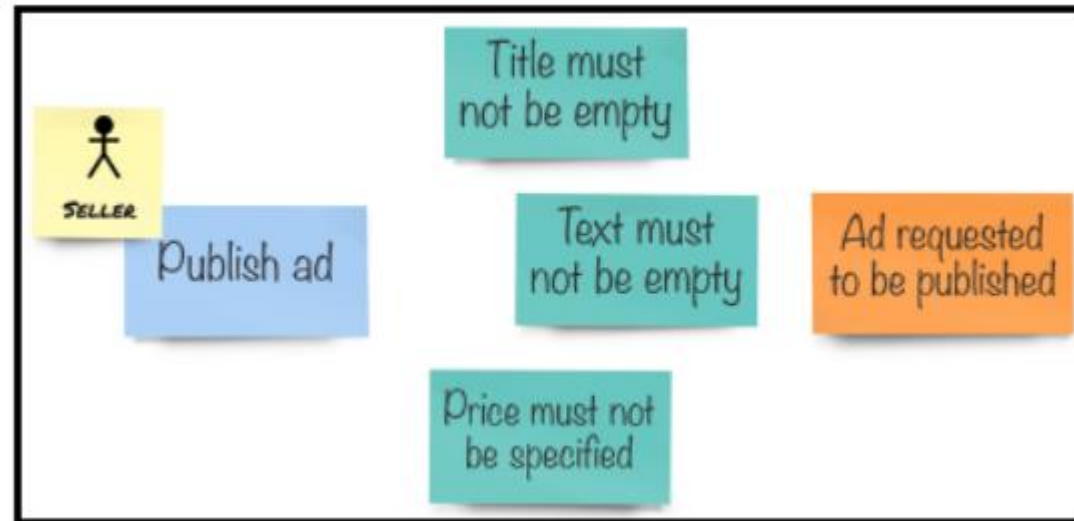 SELLER
Publish ad
Title must
not be empty
Text must
not be empty
Price must not
be specified
Ad requested
to be published